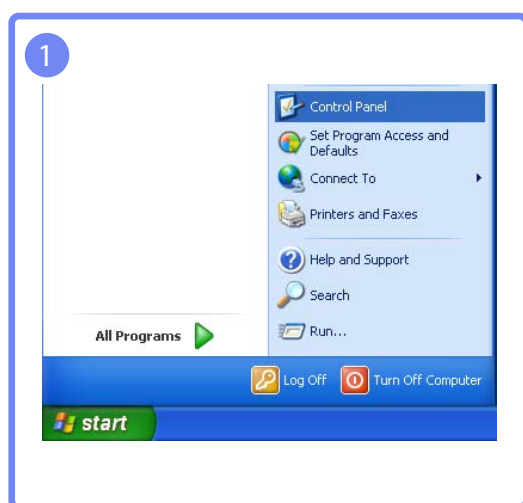 1
Control Panel
Set Program Access and
Defaults
Connect To
Printers and Faxes
Help and Support
Search
Run...
All Programs
Log Off
Turn Off Computer
start